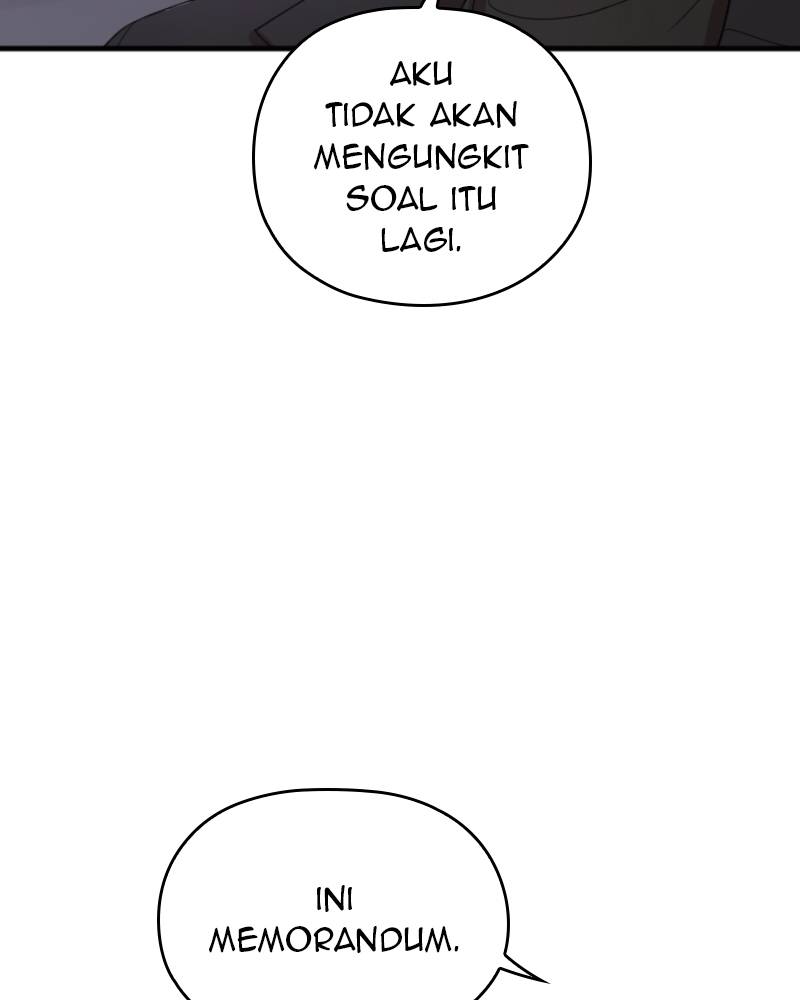 AKU
TIDAK AKAN
MENGUNGKIT
SOAL ITU
LAGI.
INI
MEMORANDUM.